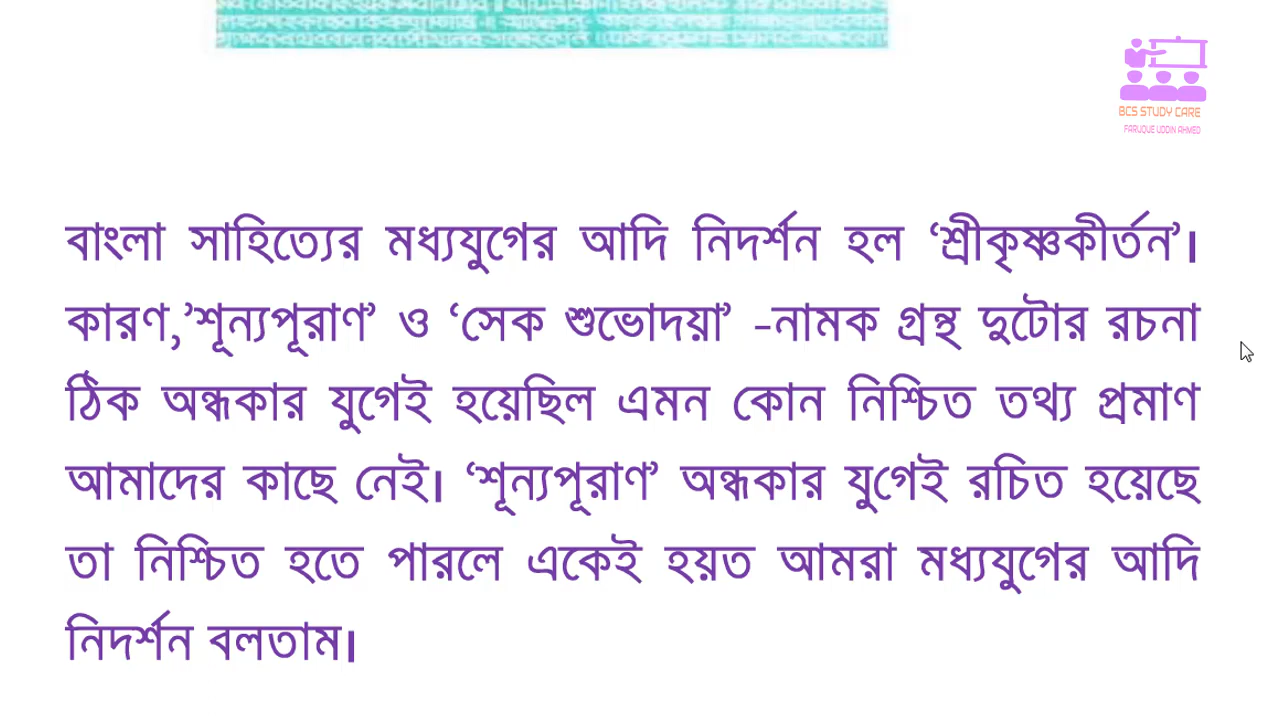 BCS STUDY CARE
FARUQUE UDDIN AHMED
বাংলা সাহিত্যের মধ্যযুগের আদি নিদর্শন হল ‘শ্রীকৃষ্ণকীর্তন’।
কারণ,’শূন্যপূরাণ’ ও ‘সেক শুভোদয়া’ -নামক গ্রন্থ দুটোর রচনা
ঠিক অন্ধকার যুগেই হয়েছিল এমন কোন নিশ্চিত তথ্য প্রমাণ
আমাদের কাছে নেই। ‘শূন্যপূরাণ’ অন্ধকার যুগেই রচিত হয়েছে
তা নিশ্চিত হতে পারলে একেই হয়ত আমরা মধ্যযুগের আদি
নিদর্শন বলতাম।